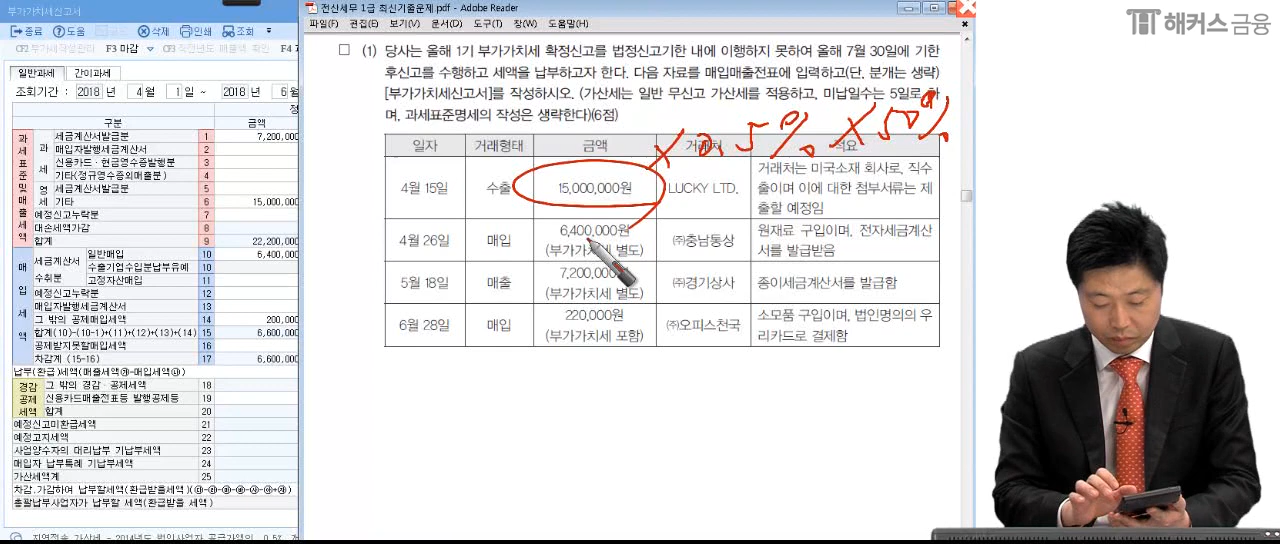 부가가치세신고서
종료 도움 코드 삭제 인쇄 조회
F3 마감
일반과세 간이과세
조회기간 : 2018 년 4 월 1 일 ~ 2018 년 6
구분 금액
과세표준및매출세액
과세
세금계산서발급분 1 7,200,000
매입자발행세금계산서 2
신용카드 · 현금영수증발행분 3
기타(정규영수증외매출분) 4
영세
세금계산서발급분 5
기타 6 15,000,000
예정신고누락분 7
대손세액가감 8
합계 9 22,200,000
매입세액
세금계산서 수취분
일반매입 10 6,400,000
수출기업수입분납부유예 10
고정자산매입 11
예정신고누락분 12
매입자발행세금계산서 13
그 밖의 공제매입세액 14 200,000
합계(10)-(10-1)+(11)+(12)+(13)+(14) 15 6,600,000
공제받지못할매입세액 16
차감계 (15-16) 17 6,600,000
납부(환급)세액(매출세액㉮-매입세액㉯)
경감공제세액
그 밖의 경감 · 공제세액 18
신용카드매출전표등 발행공제등 19
합계 20
예정신고미환급세액 21
예정고지세액 22
사업양수자의 대리납부 기납부세액 23
매입자 납부특례 기납부세액 24
가산세액계 25
차감.가감하여 납부할세액(환급받을세액)
총괄납부사업자가 납부할 세액(환급받을 세액)
전산세무 1급 최신기출문제.pdf - Adobe Reader
파일(F) 편집(E) 보기(V) 문서(D) 도구(T) 창(W) 도움말(H)
(1) 당사는 올해 1기 부가가치세 확정신고를 법정신고기한 내에 이행하지 못하여 올해 7월 30일에 기한
후신고를 수행하고 세액을 납부하고자 한다. 다음 자료를 매입매출전표에 입력하고(단, 분개는 생략)
[부가가치세신고서]를 작성하시오. (가산세는 일반 무신고 가산세를 적용하고, 미납일수는 5일로 하
며, 과세표준명세의 작성은 생략한다)(6점)
× 0.5% × 50%
일자 거래형태 금액 거래처 적요
4월 15일 수출 15,000,000원 LUCKY LTD. 거래처는 미국소재 회사로, 직수
출이며 이에 대한 첨부서류는 제
출할 예정임
4월 26일 매입 6,400,000원 (부가가치세 별도) ㈜충남통상 원재료 구입이며, 전자세금계산
서를 발급받음
5월 18일 매출 7,200,000원 (부가가치세 별도) ㈜경기상사 종이세금계산서를 발급함
6월 28일 매입 220,000원 (부가가치세 포함) ㈜오피스천국 소모품 구입이며, 법인명의의 우
리카드로 결제함
해커스 금융